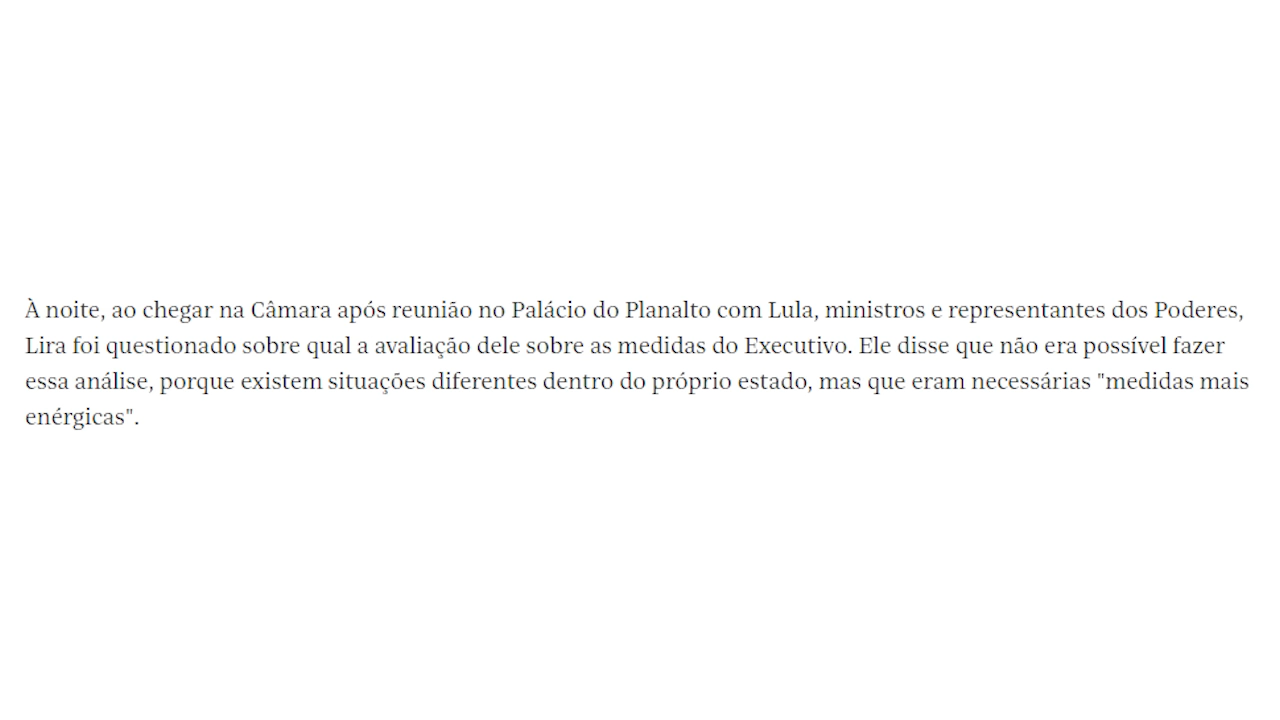 À noite, ao chegar na Câmara após reunião no Palácio do Planalto com Lula, ministros e representantes dos Poderes,
Lira foi questionado sobre qual a avaliação dele sobre as medidas do Executivo. Ele disse que não era possível fazer
essa análise, porque existem situações diferentes dentro do próprio estado, mas que eram necessárias "medidas mais
enérgicas".